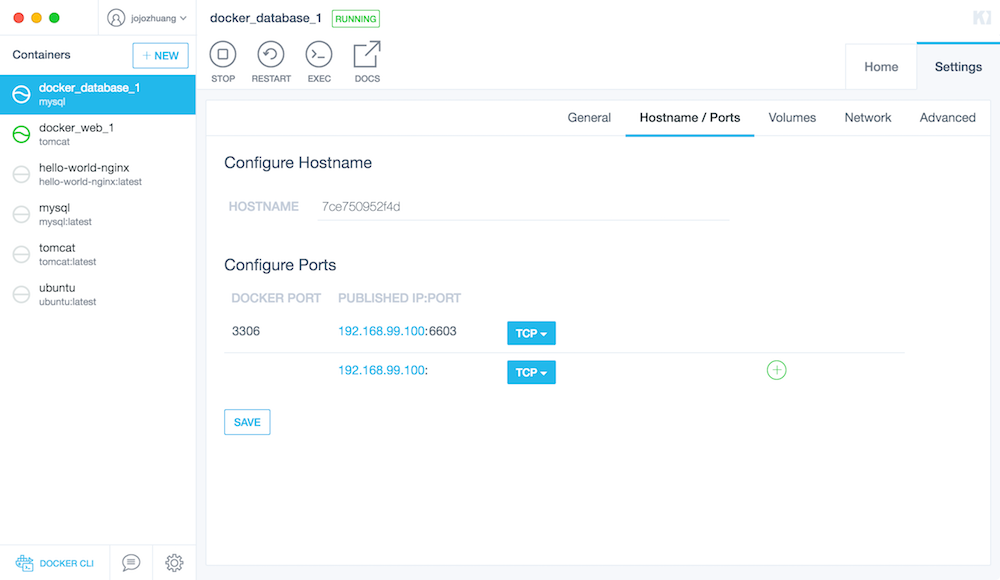 jojozhuang
Containers
+ NEW
docker_database_1
mysql
docker_web_1
tomcat
hello-world-nginx
hello-world-nginx:latest
mysql
mysql:latest
tomcat
tomcat:latest
ubuntu
ubuntu:latest
DOCKER CLI
docker_database_1 RUNNING
STOP RESTART EXEC DOCS
Home Settings
General Hostname / Ports Volumes Network Advanced
Configure Hostname
HOSTNAME 7ce750952f4d
Configure Ports
DOCKER PORT PUBLISHED IP:PORT
3306 192.168.99.100:6603 TCP
192.168.99.100: TCP
SAVE